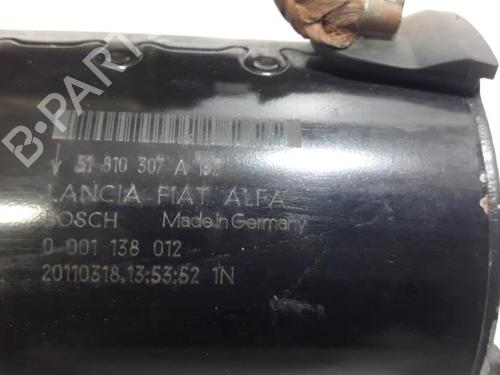 B-PARTS
V 51 810 307 A
LANCIA FIAT ALFA
BOSCH Made in Germany
0 001 138 012
20110318.13:53:52 1N